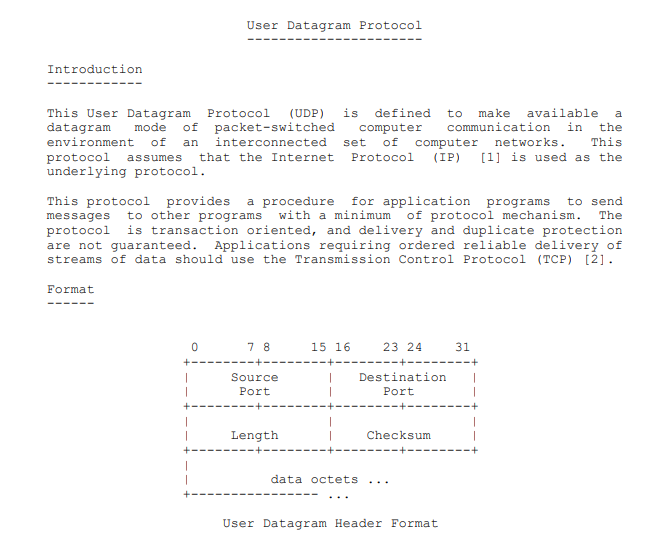 User Datagram Protocol
----------------------
Introduction
------------
This User Datagram  Protocol  (UDP)  is  defined  to  make  available  a
datagram   mode  of  packet-switched   computer   communication  in  the
environment  of  an  interconnected  set  of  computer  networks.   This
protocol  assumes  that the Internet  Protocol  (IP)  [1] is used as the
underlying protocol.
This protocol  provides  a procedure  for application  programs  to send
messages  to other programs  with a minimum  of protocol mechanism.  The
protocol  is transaction oriented, and delivery and duplicate protection
are not guaranteed.  Applications requiring ordered reliable delivery of
streams of data should use the Transmission Control Protocol (TCP) [2].
Format
------
 0      7 8     15 16    23 24    31
+--------+--------+--------+--------+
|     Source      |   Destination   |
|      Port       |      Port       |
+--------+--------+--------+--------+
|                 |                 |
|     Length      |    Checksum     |
+--------+--------+--------+--------+
|
|          data octets ...
+---------------- ...
User Datagram Header Format